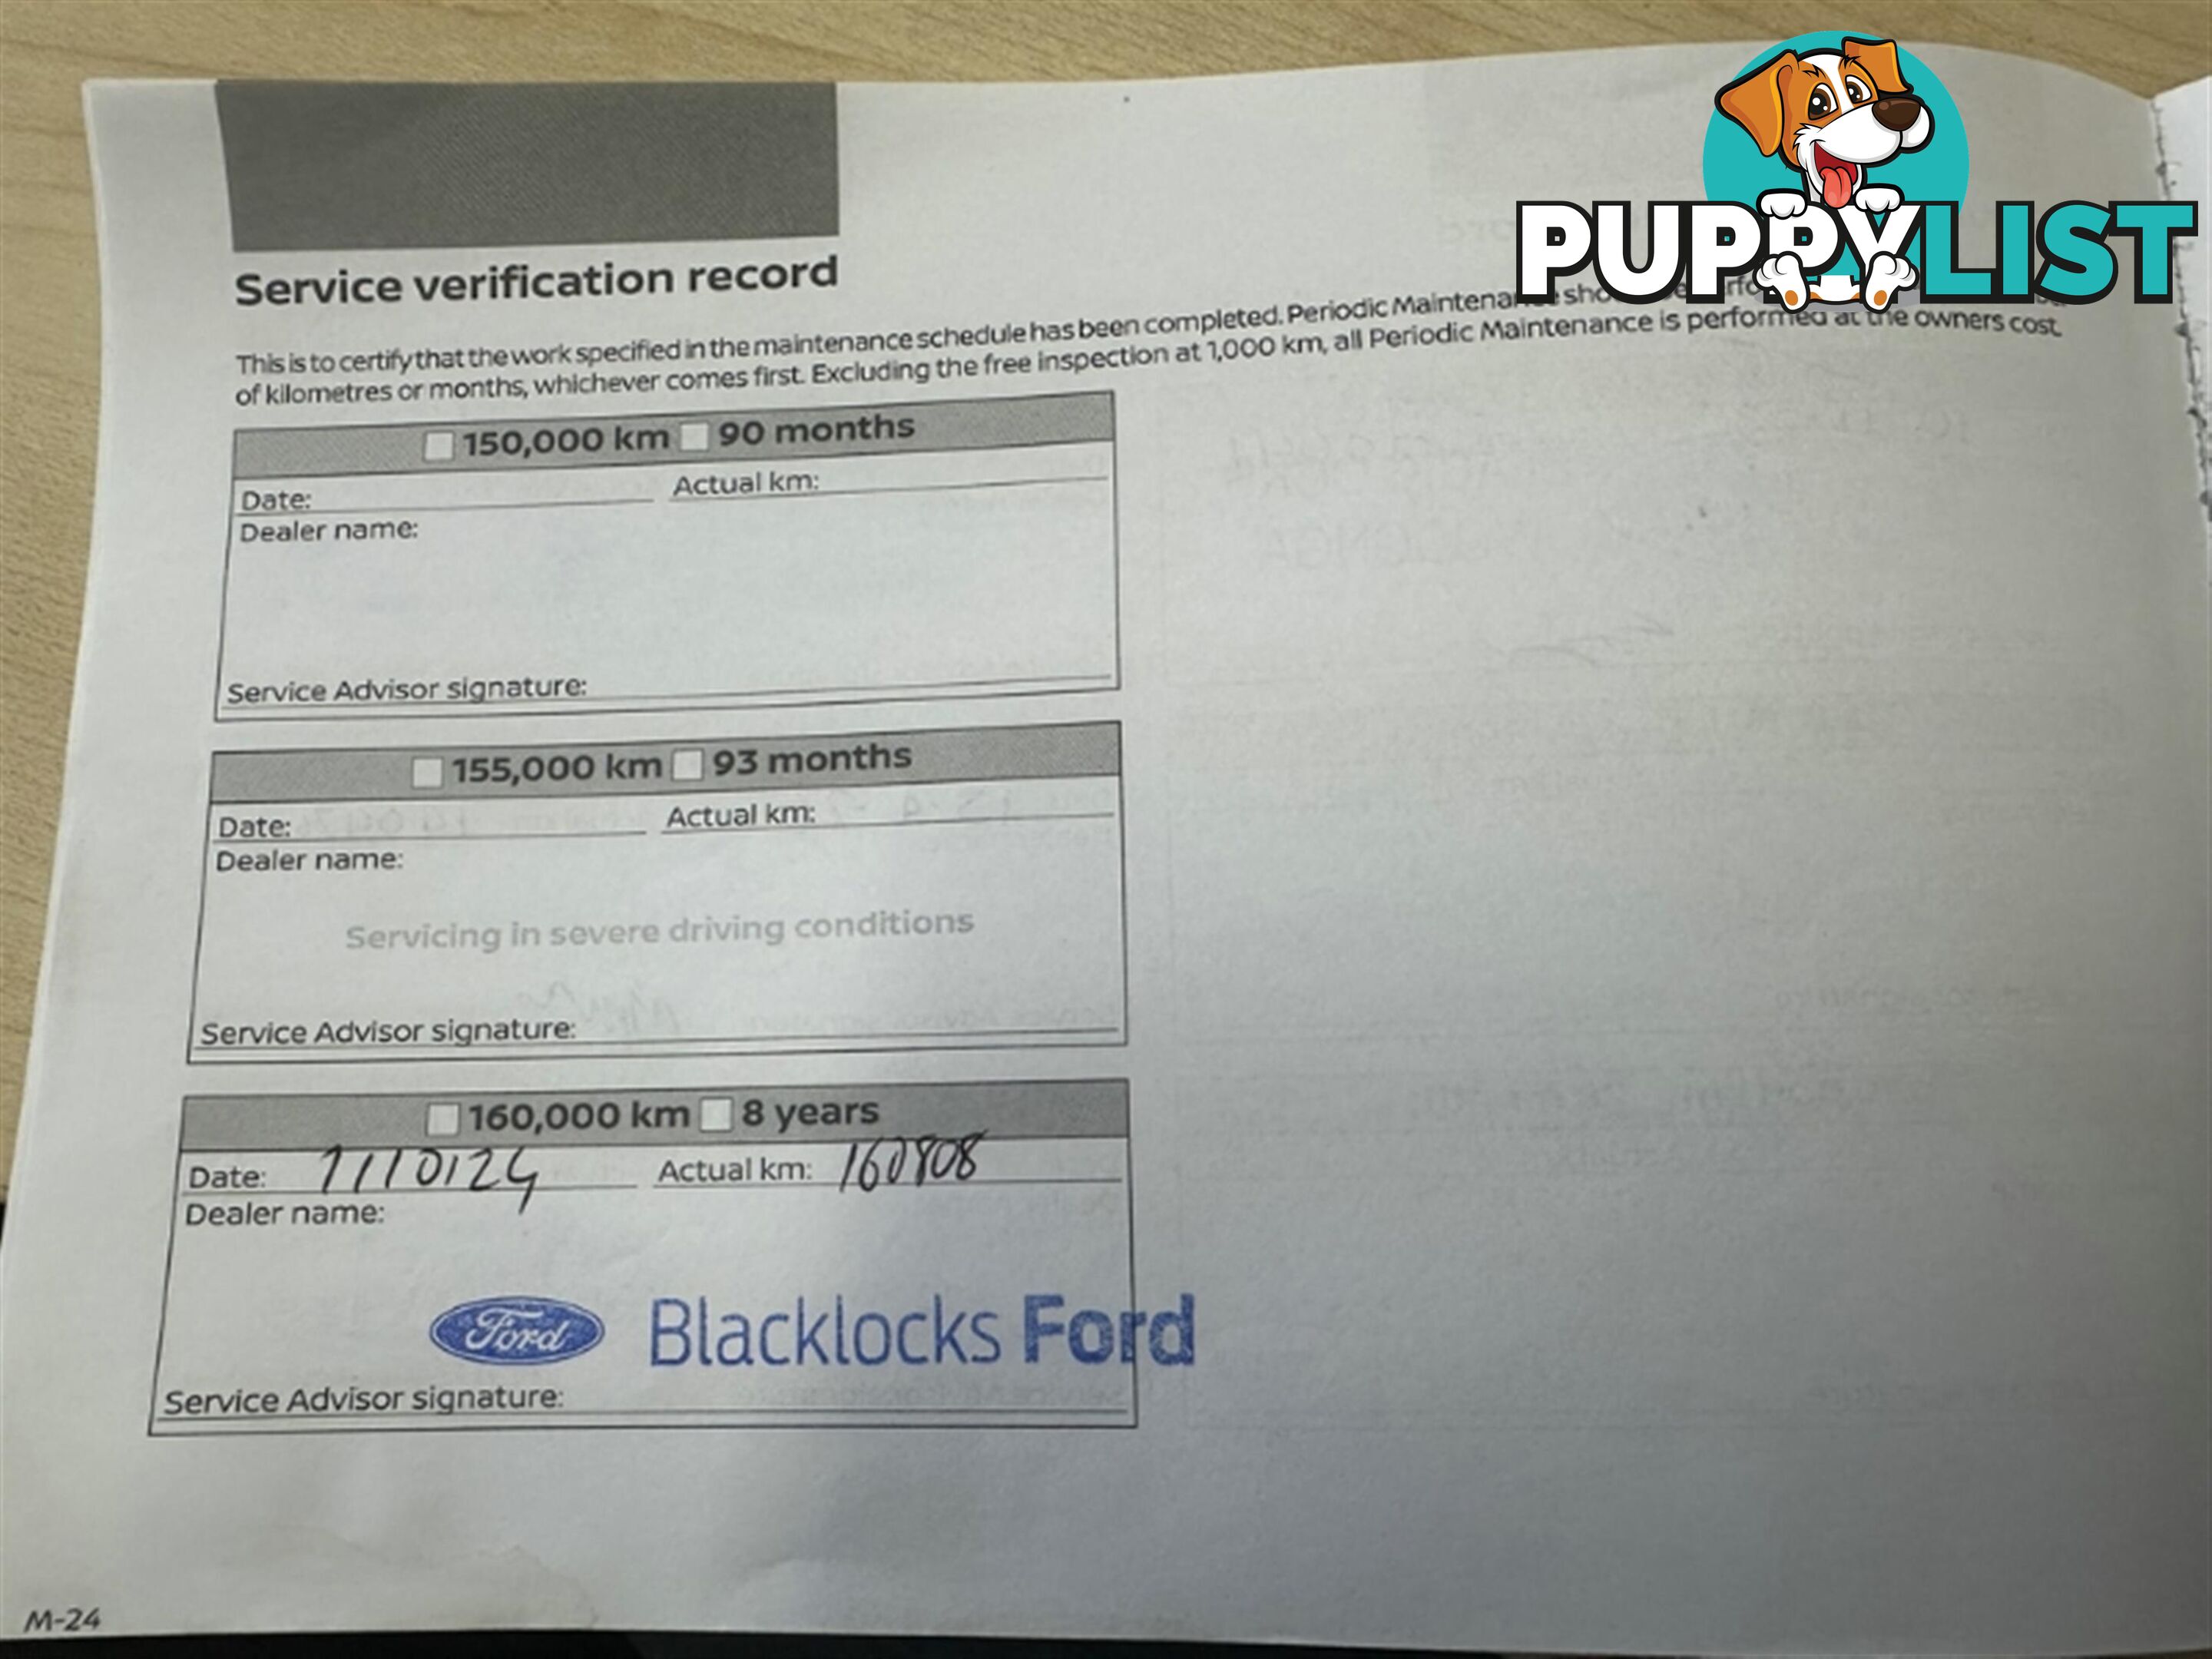 PUPPYLIST
Service verification record
This is to certify that the work specified in the maintenance schedule has been completed. Periodic Maintenance
of kilometres or months, whichever comes first. Excluding the free inspection at 1,000 km, all Periodic Maintenance is performed at the owners cost.
150,000 km 90 months
Date: Actual km:
Dealer name:
Service Advisor signature:
155,000 km 93 months
Date: Actual km:
Dealer name:
Servicing in severe driving conditions
Service Advisor signature:
160,000 km 8 years
Date: Actual km: 160808
Dealer name:
Ford Blacklocks Ford
Service Advisor signature:
M-24